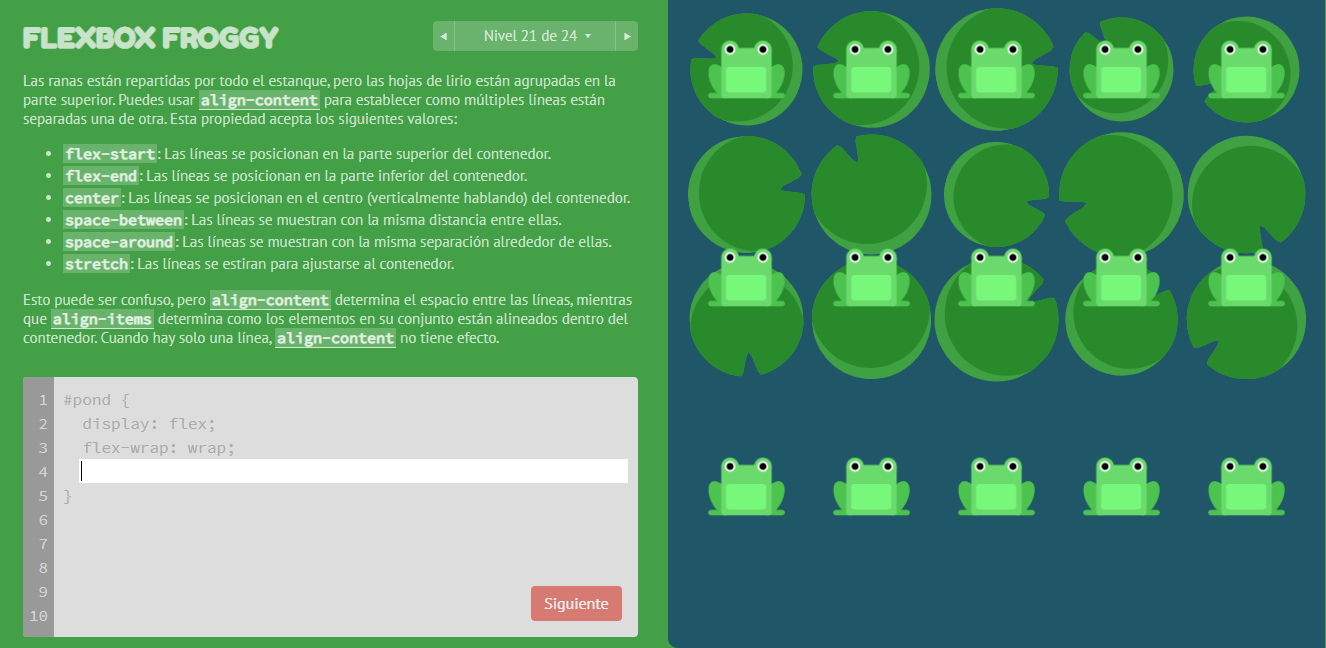 FLEXBOX FROGGY
Nivel 21 de 24
Las ranas están repartidas por todo el estanque, pero las hojas de lirio están agrupadas en la
parte superior. Puedes usar align-content para establecer como múltiples líneas están
separadas una de otra. Esta propiedad acepta los siguientes valores:
• flex-start: Las líneas se posicionan en la parte superior del contenedor.
• flex-end: Las líneas se posicionan en la parte inferior del contenedor.
• center: Las líneas se posicionan en el centro (verticalmente hablando) del contenedor.
• space-between: Las líneas se muestran con la misma distancia entre ellas.
• space-around: Las líneas se muestran con la misma separación alrededor de ellas.
• stretch: Las líneas se estiran para ajustarse al contenedor.
Esto puede ser confuso, pero align-content determina el espacio entre las líneas, mientras
que align-items determina como los elementos en su conjunto están alineados dentro del
contenedor. Cuando hay solo una línea, align-content no tiene efecto.
1 #pond {
2 display: flex;
3 flex-wrap: wrap;
4
5 }
6
7
8
9
10
Siguiente